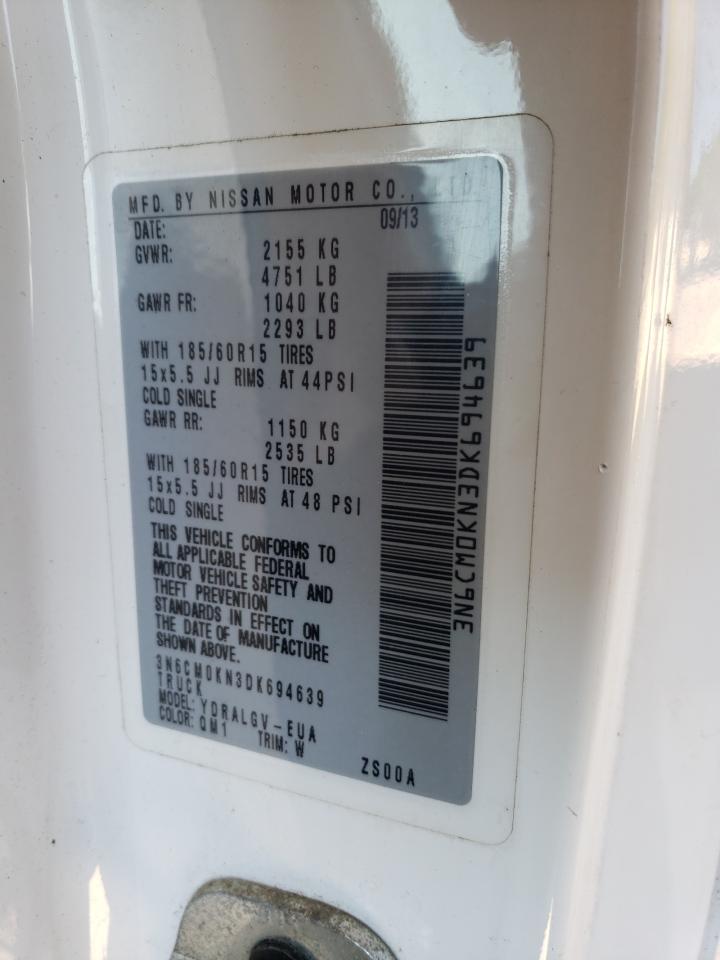 MFD. BY NISSAN MOTOR CO., LTD
DATE: 09/13
GVWR: 2155 KG
4751 LB
GAWR FR: 1040 KG
2293 LB
WITH 185/60R15 TIRES
15x5.5 JJ RIMS AT 44PSI
COLD SINGLE
GAWR RR: 1150 KG
2535 LB
WITH 185/60R15 TIRES
15x5.5 JJ RIMS AT 48 PSI
COLD SINGLE
THIS VEHICLE CONFORMS TO
ALL APPLICABLE FEDERAL
MOTOR VEHICLE SAFETY AND
THEFT PREVENTION
STANDARDS IN EFFECT ON
THE DATE OF MANUFACTURE
SHOWN ABOVE.
3N6CM0KN3DK694639
TRUCK
MODEL: YDRALGV-EUA
COLOR: QM1 TRIM: W
ZS00A
3N6CM0KN3DK694639